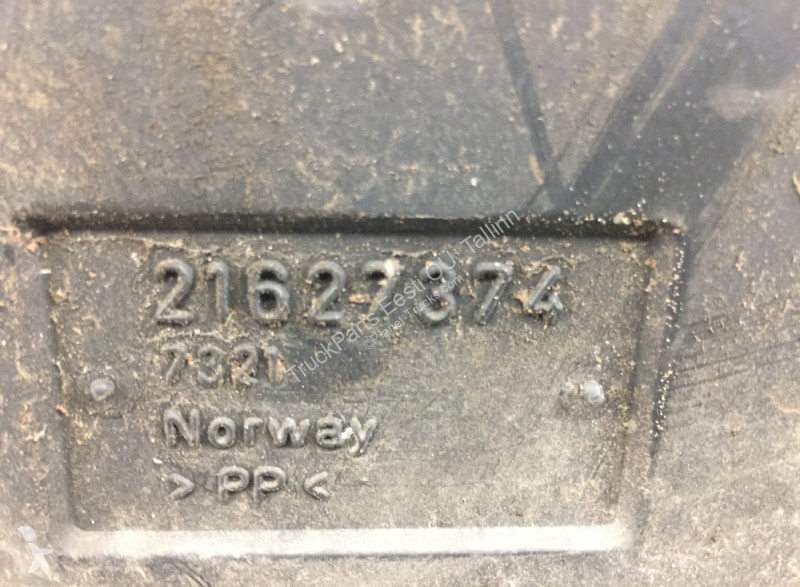 21627374
7321
Norway
> PP <
TruckParts Eesti OÜ, Tallinn